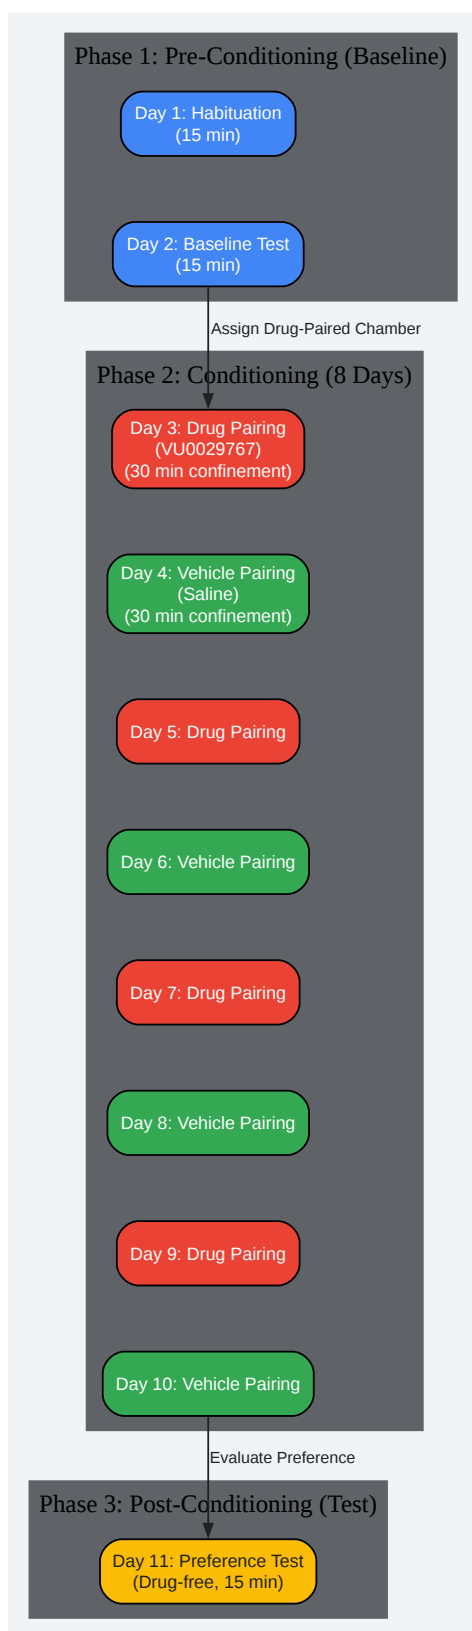 Phase 1: Pre-Conditioning (Baseline)
Day 1: Habituation
(15 min)
Day 2: Baseline Test
(15 min)
Assign Drug-Paired Chamber
Phase 2: Conditioning (8 Days)
Day 3: Drug Pairing
(VU0029767)
(30 min confinement)
Day 4: Vehicle Pairing
(Saline)
(30 min confinement)
Day 5: Drug Pairing
Day 6: Vehicle Pairing
Day 7: Drug Pairing
Day 8: Vehicle Pairing
Day 9: Drug Pairing
Day 10: Vehicle Pairing
Evaluate Preference
Phase 3: Post-Conditioning (Test)
Day 11: Preference Test
(Drug-free, 15 min)